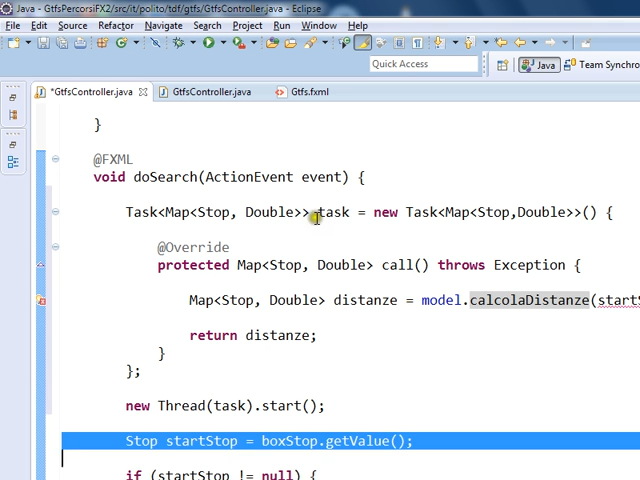 Java - GtfsPercorsiFX2/src/it/polito/tdf/gtfs/GtfsController.java - Eclipse
File Edit Source Refactor Navigate Search Project Run Window Help
Quick Access
Java Team Synchro
*GtfsController.java GtfsController.java Gtfs.fxml
}
@FXML
void doSearch(ActionEvent event) {
Task<Map<Stop, Double>> task = new Task<Map<Stop,Double>>() {
@Override
protected Map<Stop, Double> call() throws Exception {
Map<Stop, Double> distanze = model.calcolaDistanze(startS
return distanze;
}
};
new Thread(task).start();
Stop startStop = boxStop.getValue();
if (startStop != null) {